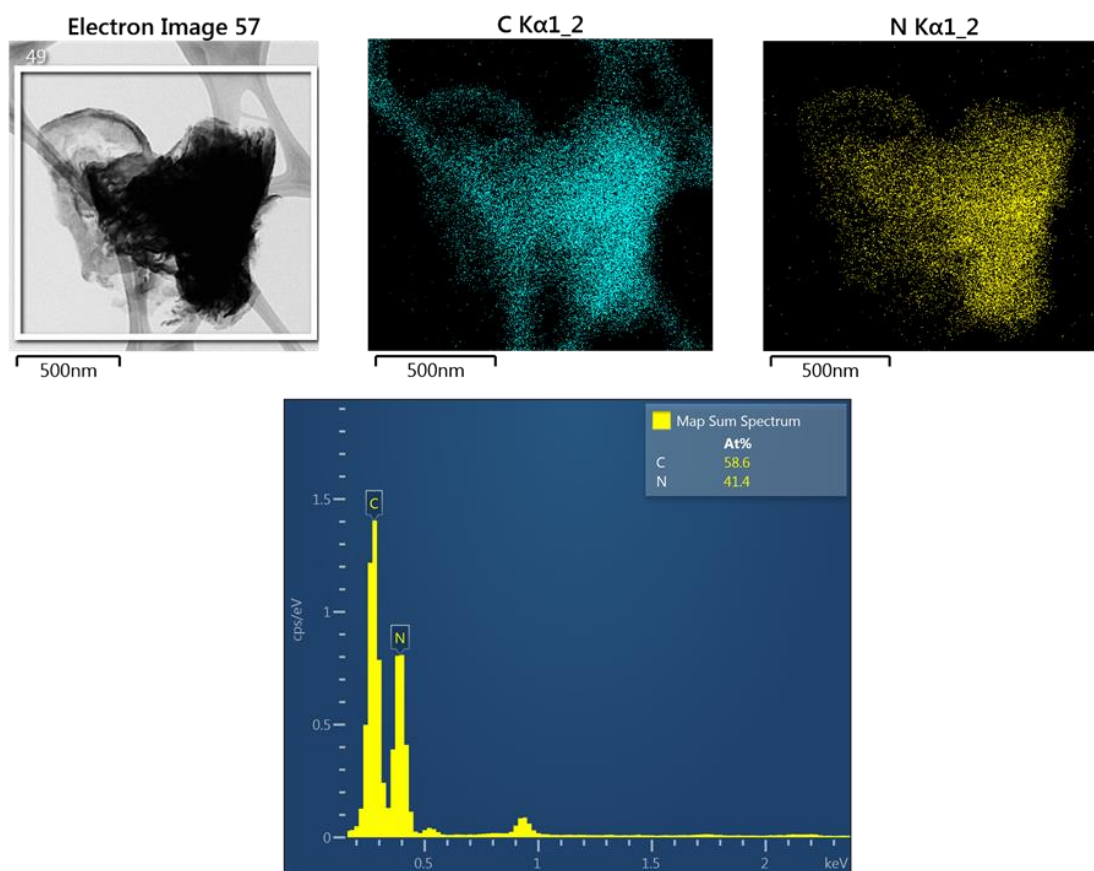 Electron Image 57
C Kα1_2
N Kα1_2
49
500nm
500nm
500nm
Map Sum Spectrum
At%
C 58.6
N 41.4
C
N
1.5
1
0.5
0
cps/eV
0.5
1
1.5
2
keV